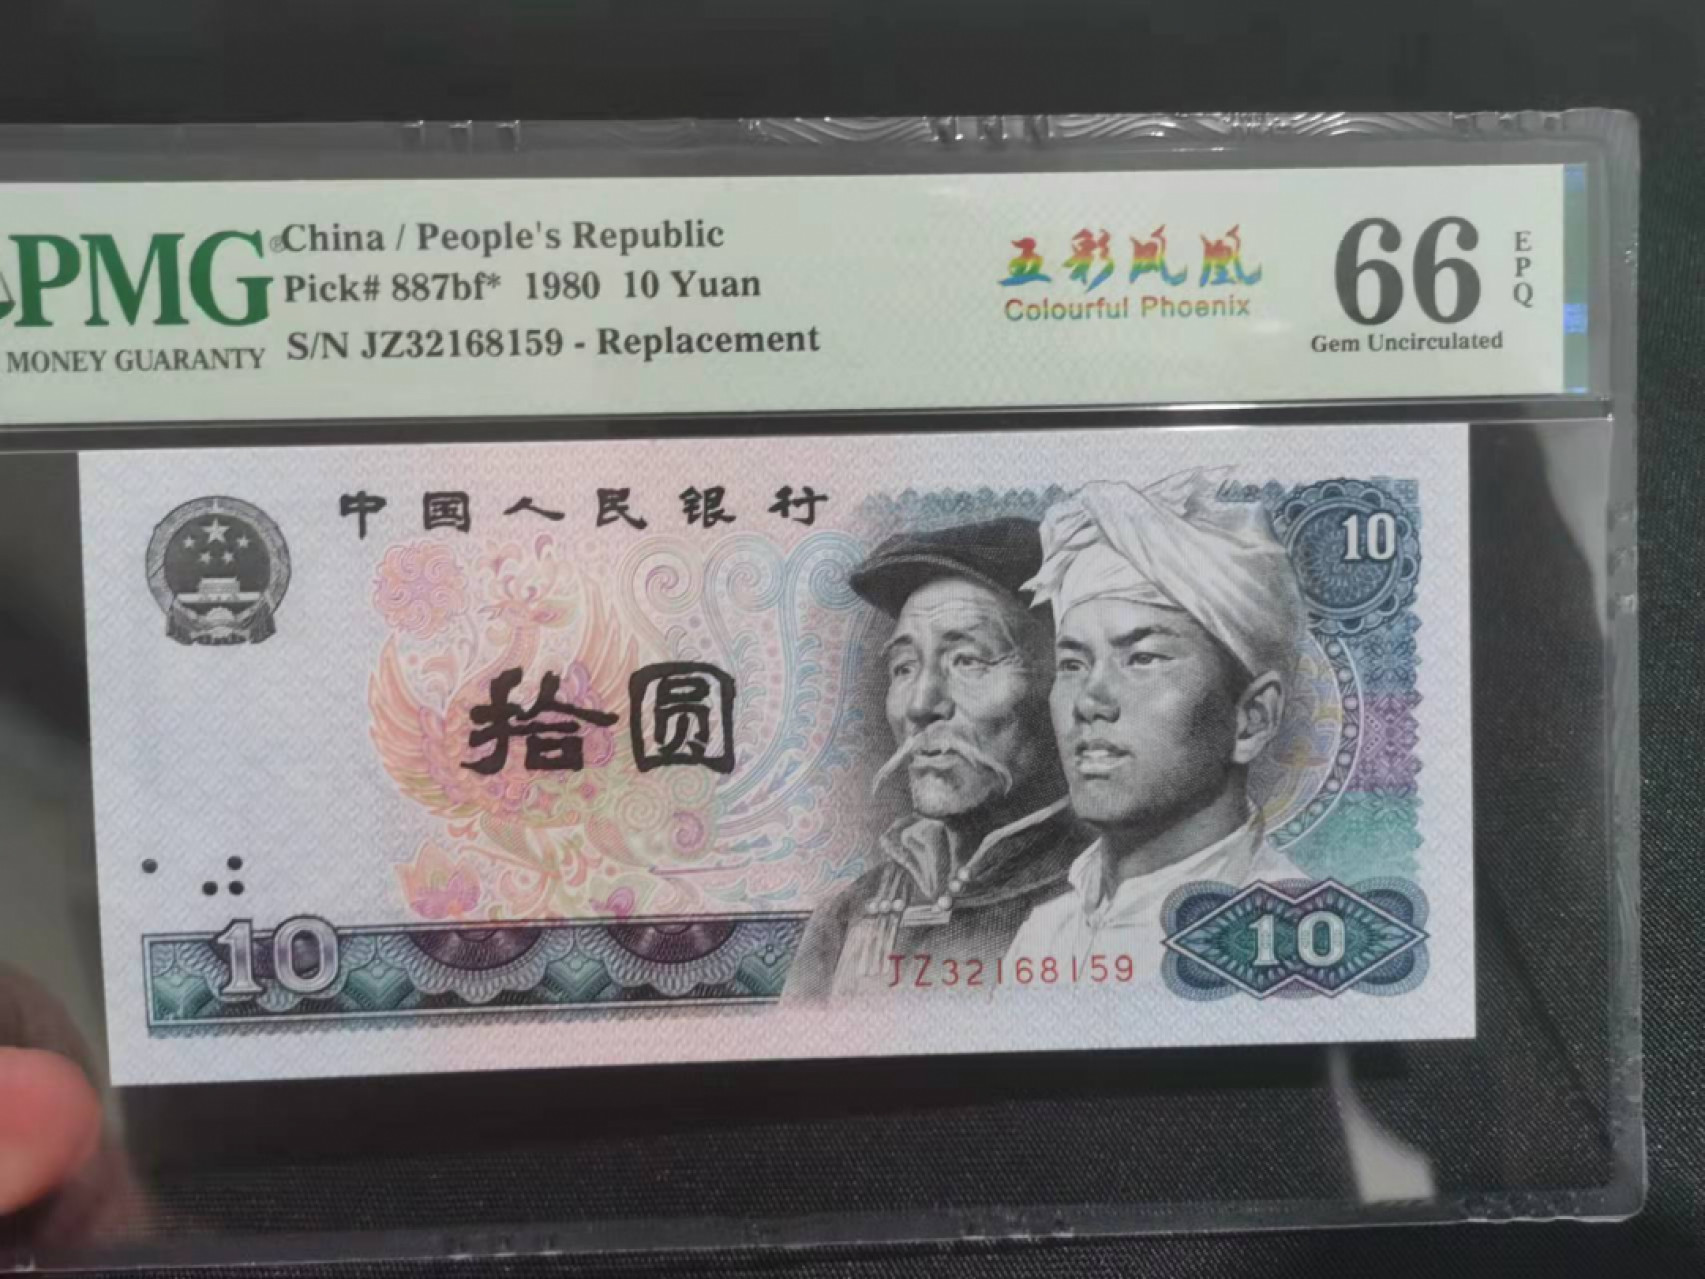 PMG® China / People's Republic
Pick# 887bf* 1980 10 Yuan
S/N JZ32168159 - Replacement
MONEY GUARANTY
五彩凤凰
Colourful Phoenix
66 EPQ
Gem Uncirculated
中国人民银行
10
拾圆
10
JZ32168159
10